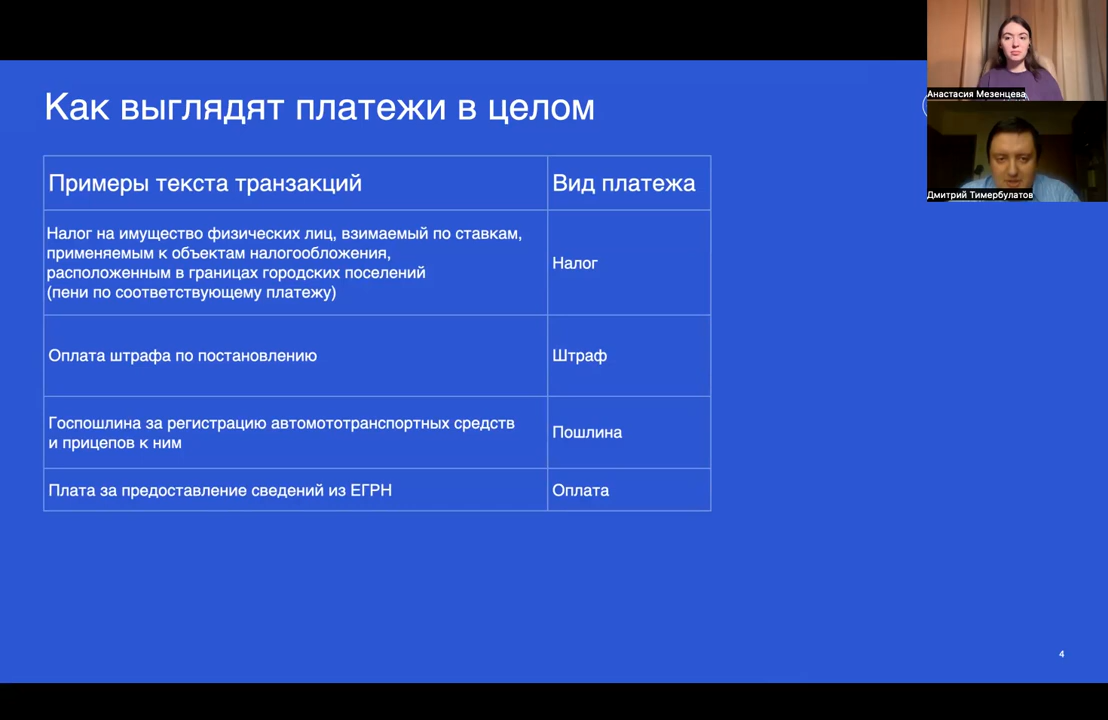 Как выглядят платежи в целом
Примеры текста транзакций
Вид платежа
Налог на имущество физических лиц, взимаемый по ставкам,
применяемым к объектам налогообложения,
расположенным в границах городских поселений
(пени по соответствующему платежу)
Налог
Оплата штрафа по постановлению
Штраф
Госпошлина за регистрацию автомототранспортных средств
и прицепов к ним
Пошлина
Плата за предоставление сведений из ЕГРН
Оплата
4
Анастасия Мезенцева
Дмитрий Тимербулатов